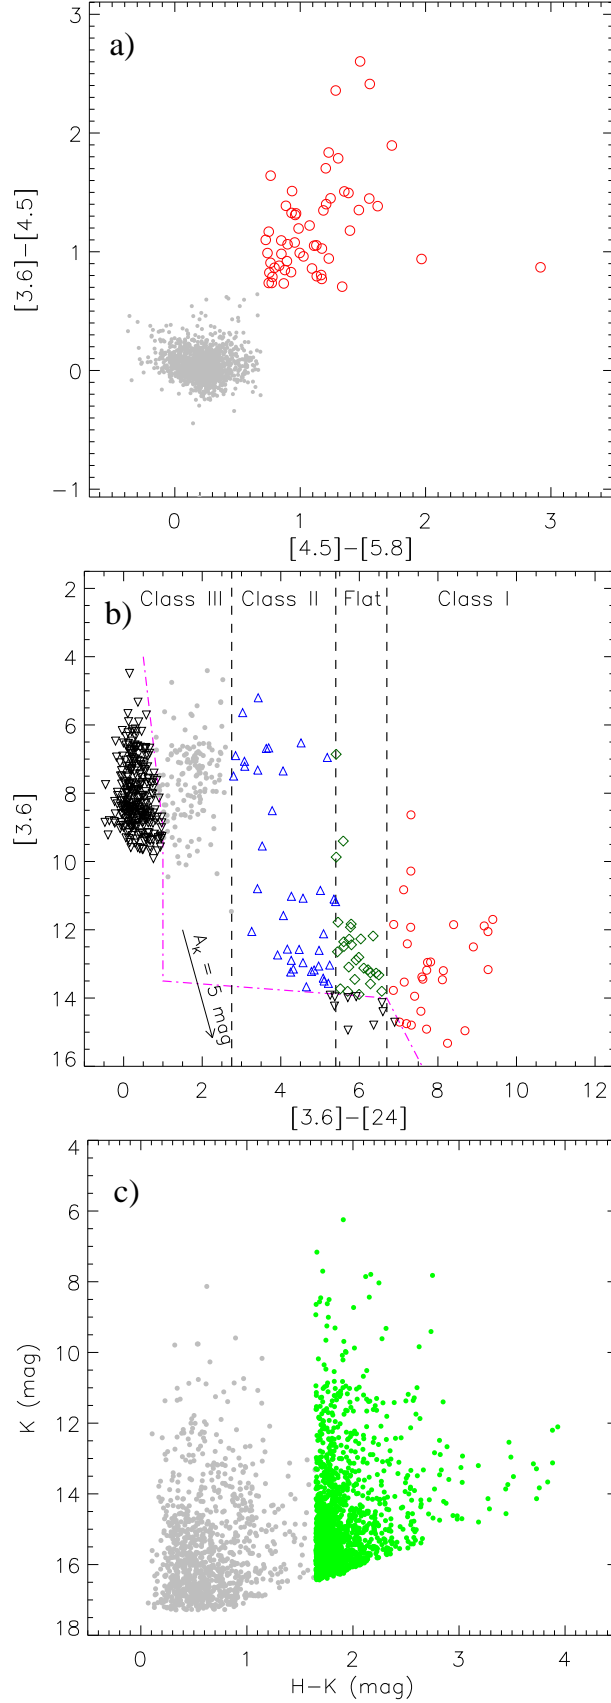 a)
3
2
1
0
−1
[3.6]−[4.5]
0 1 2 3
[4.5]−[5.8]
b)
Class III Class II Flat Class I
2
4
6
8
10
12
14
16
[3.6]
A_K = 5 mag
0 2 4 6 8 10 12
[3.6]−[24]
c)
4
6
8
10
12
14
16
18
K (mag)
0 1 2 3 4
H−K (mag)